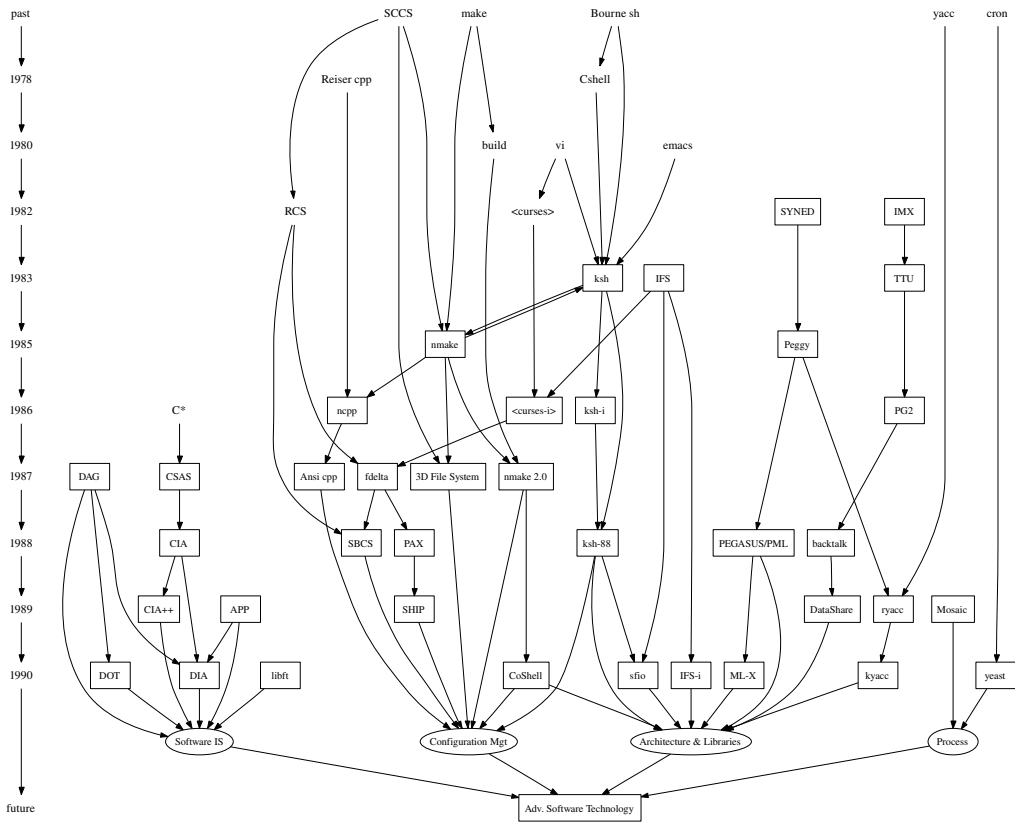 past SCCS make Bourne sh yacc cron
1978 Reiser cpp Cshell
1980 build vi emacs
1982 RCS <curses> SYNED IMX
1983 ksh IFS TTU
1985 nmake Peggy
1986 C* ncpp <curses-i> ksh-i PG2
1987 DAG CSAS Ansi cpp fdelta 3D File System nmake 2.0
1988 CIA SBCS PAX ksh-88 PEGASUS/PML backtalk
1989 CIA++ APP SHIP DataShare ryacc Mosaic
1990 DOT DIA libft CoShell sfio IFS-i ML-X kyacc yeast
Software IS Configuration Mgt Architecture & Libraries Process
future Adv. Software Technology